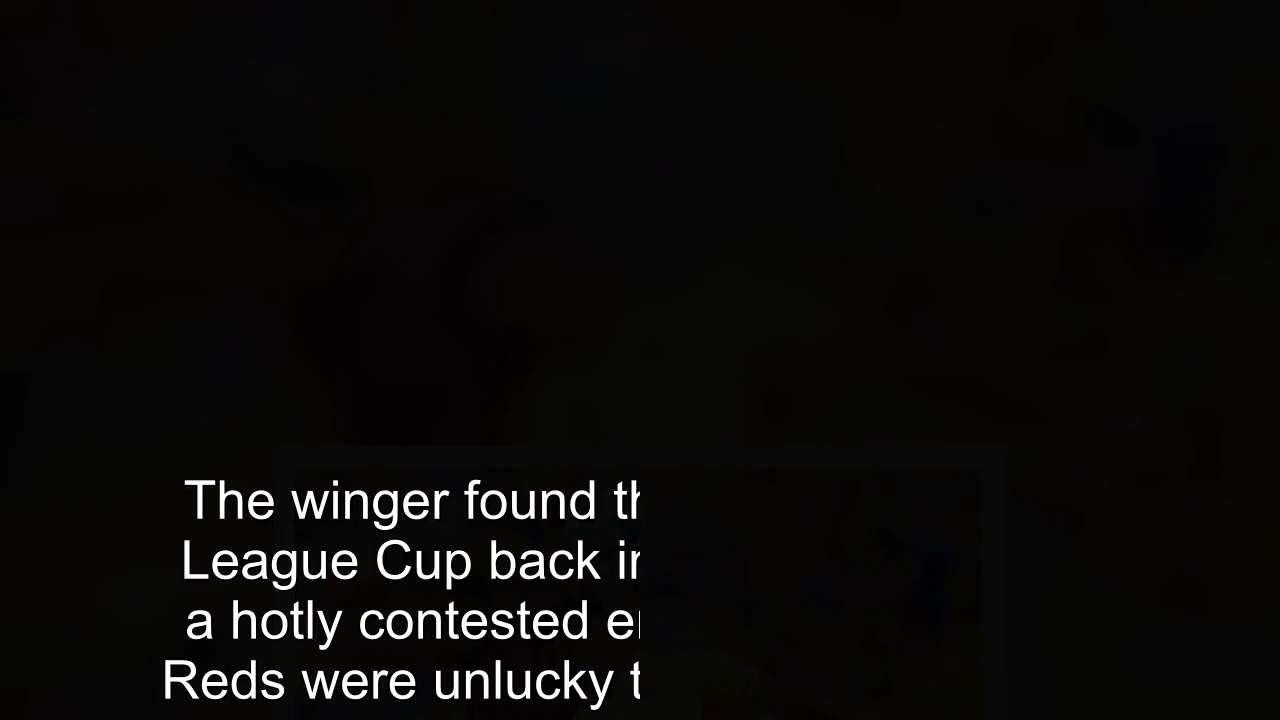 The winger found
League Cup back
a hotly contested
Reds were unlucky